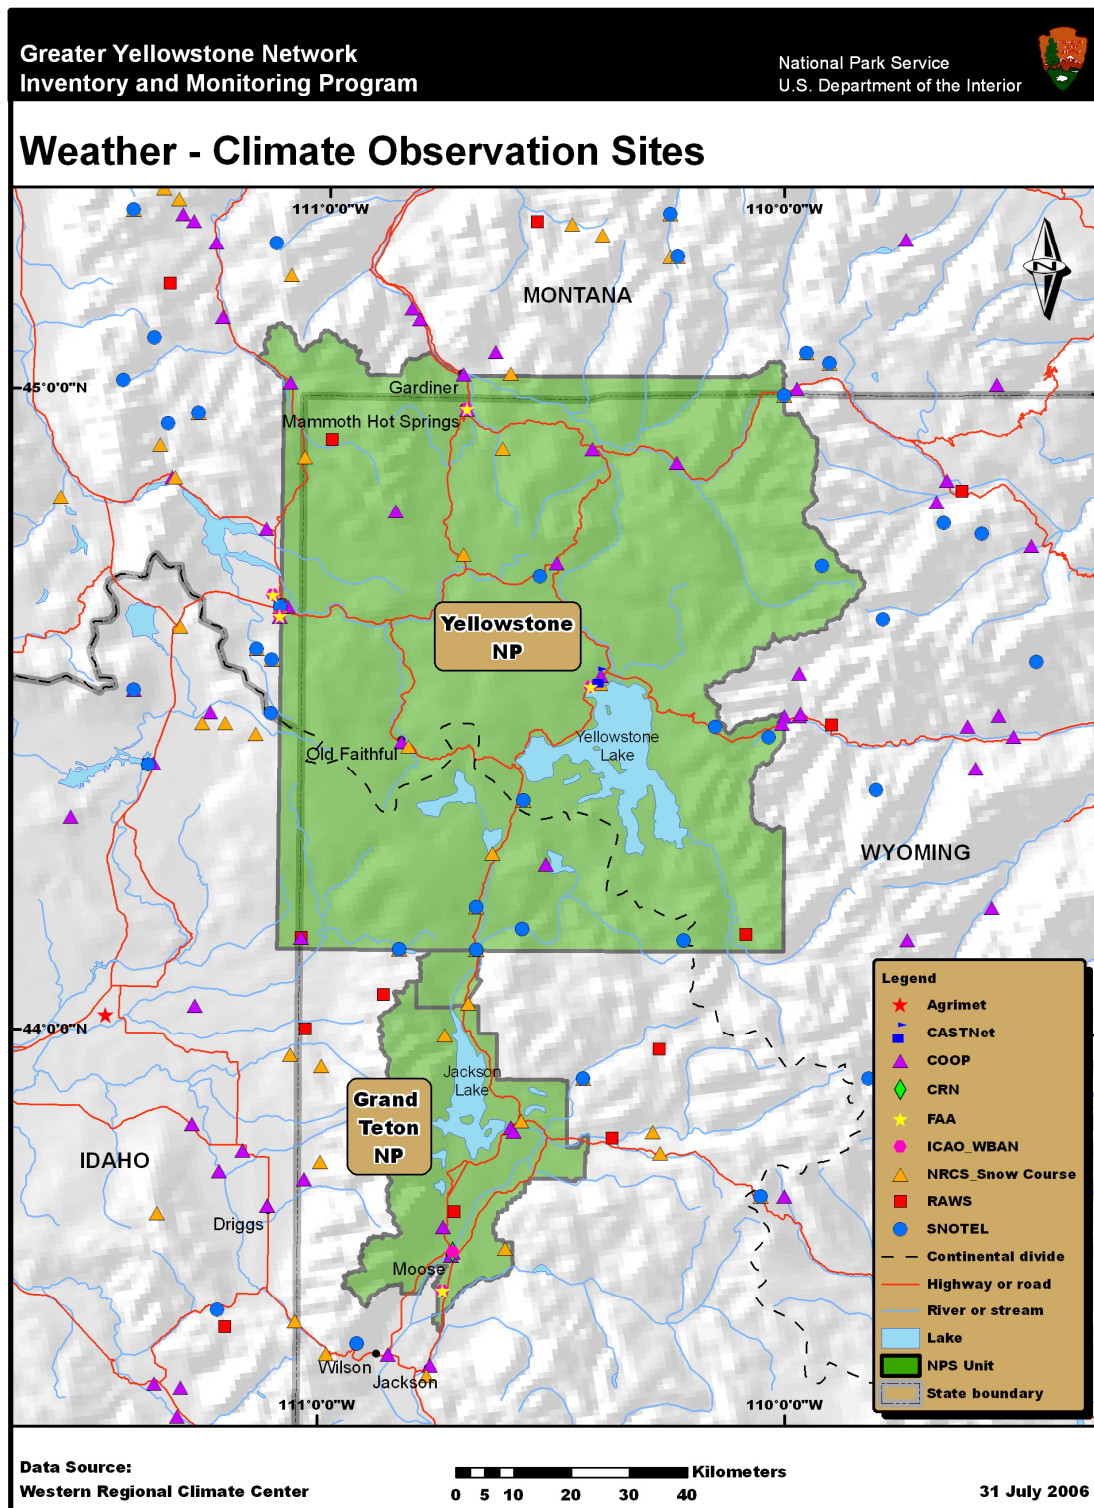 Greater Yellowstone Network
Inventory and Monitoring Program
National Park Service
U.S. Department of the Interior
Weather - Climate Observation Sites
111°0'0"W
110°0'0"W
N
MONTANA
45°0'0"N
Gardiner
Mammoth Hot Springs
Yellowstone
NP
Old Faithful
Yellowstone
Lake
WYOMING
44°0'0"N
Jackson
Lake
Grand
Teton
NP
IDAHO
Driggs
Moose
Wilson
Jackson
111°0'0"W
110°0'0"W
Legend
Agrimet
CASTNet
COOP
CRN
FAA
ICAO_WBAN
NRCS_Snow Course
RAWS
SNOTEL
Continental divide
Highway or road
River or stream
Lake
NPS Unit
State boundary
Data Source:
Western Regional Climate Center
Kilometers
0 5 10 20 30 40
31 July 2006